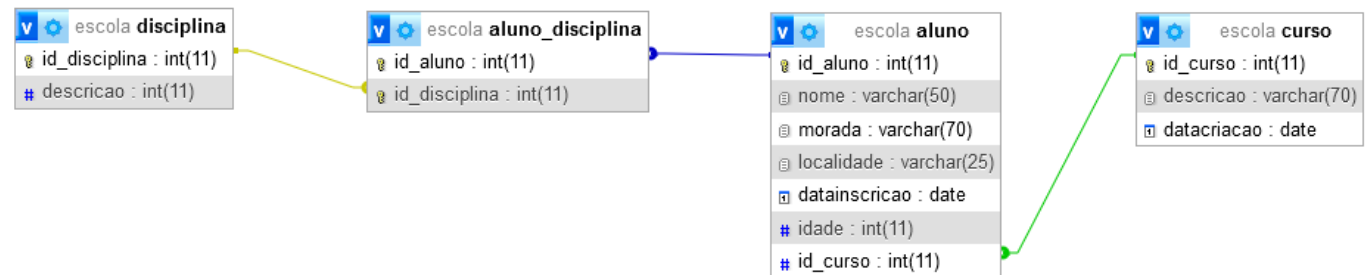 v escola disciplina
id_disciplina : int(11)
# descricao : int(11)
v escola aluno_disciplina
id_aluno : int(11)
id_disciplina : int(11)
v escola aluno
id_aluno : int(11)
nome : varchar(50)
morada : varchar(70)
localidade : varchar(25)
datainscricao : date
# idade : int(11)
# id_curso : int(11)
v escola curso
id_curso : int(11)
descricao : varchar(70)
datacriacao : date